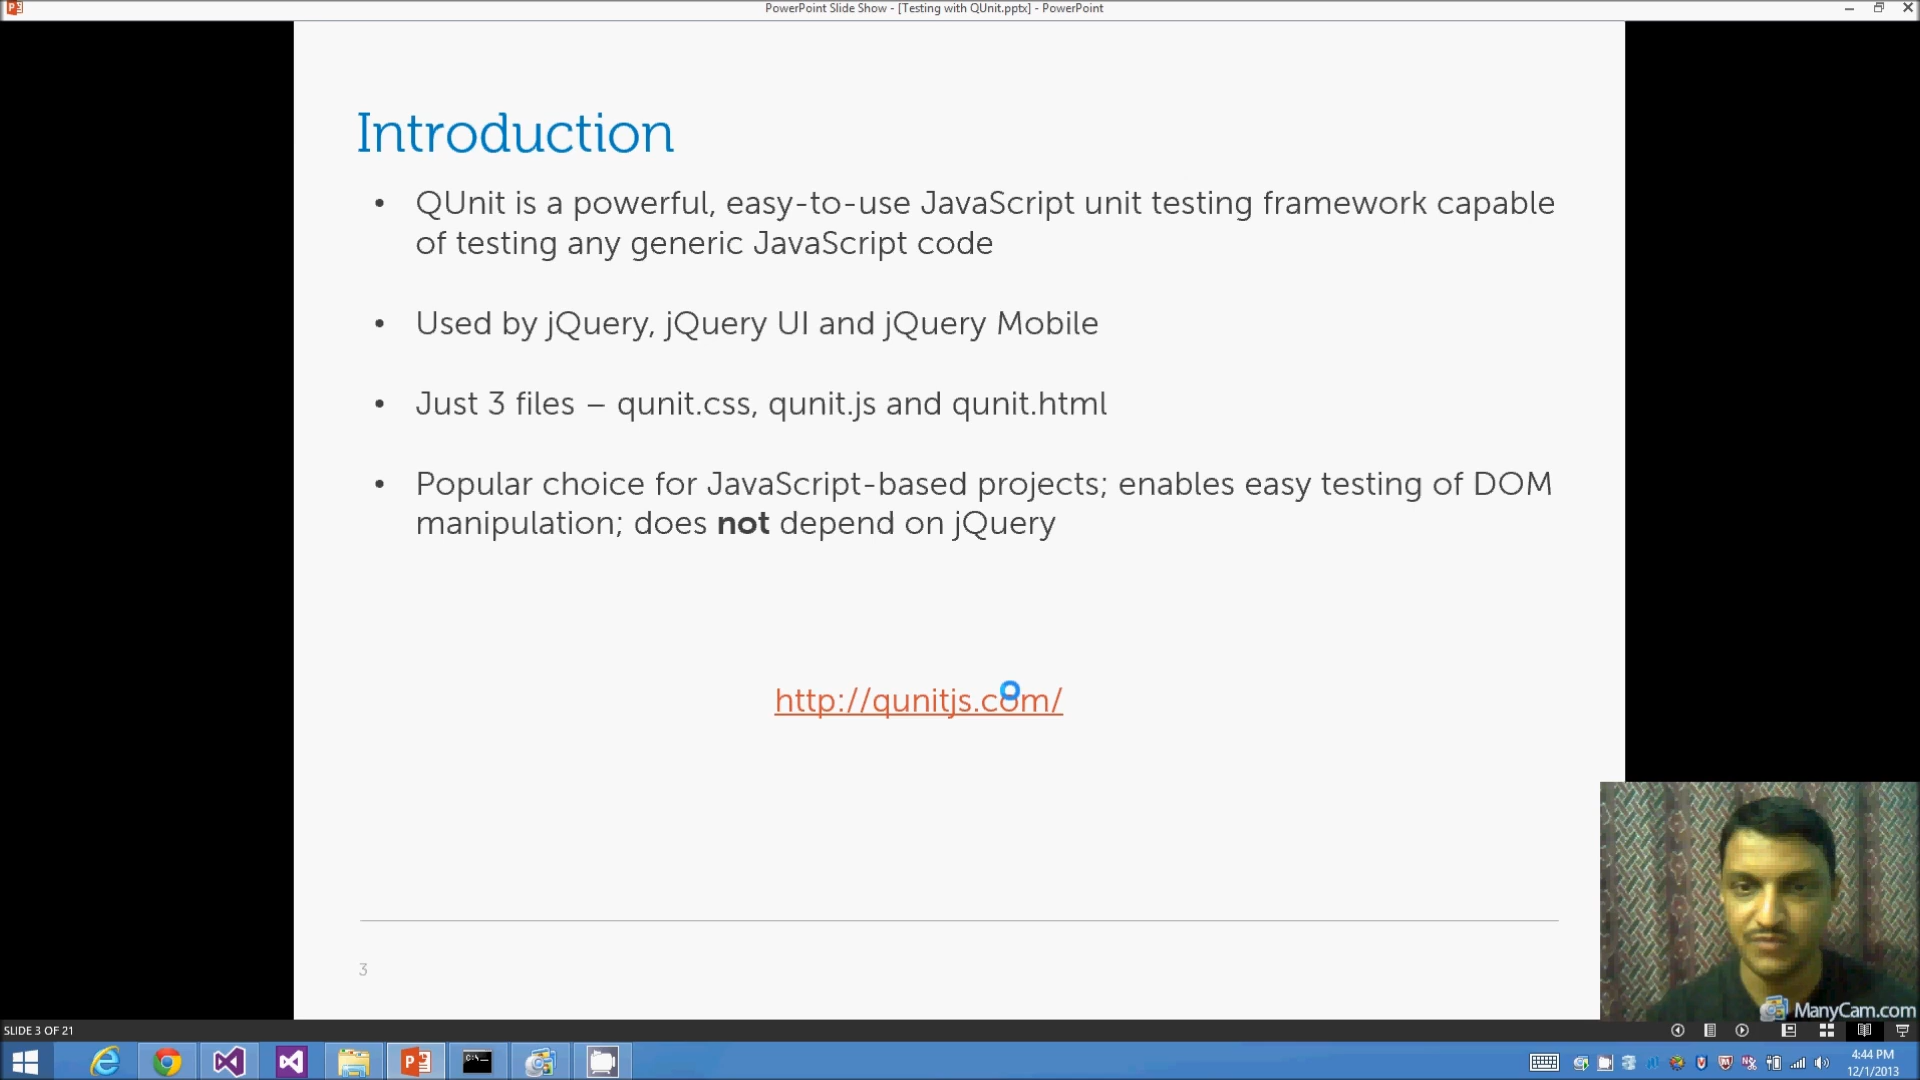 PowerPoint Slide Show - [Testing with QUnit.pptx] - PowerPoint
Introduction
• QUnit is a powerful, easy-to-use JavaScript unit testing framework capable
of testing any generic JavaScript code
• Used by jQuery, jQuery UI and jQuery Mobile
• Just 3 files – qunit.css, qunit.js and qunit.html
• Popular choice for JavaScript-based projects; enables easy testing of DOM
manipulation; does not depend on jQuery
http://qunitjs.com/
3
ManyCam.com
SLIDE 3 OF 21
4:44 PM
12/1/2013